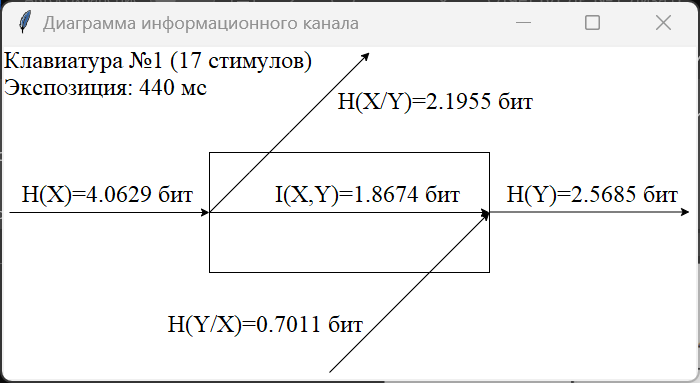 Диаграмма информационного канала
Клавиатура №1 (17 стимулов)
Экспозиция: 440 мс
H(X/Y)=2.1955 бит
H(X)=4.0629 бит
I(X,Y)=1.8674 бит
H(Y)=2.5685 бит
H(Y/X)=0.7011 бит